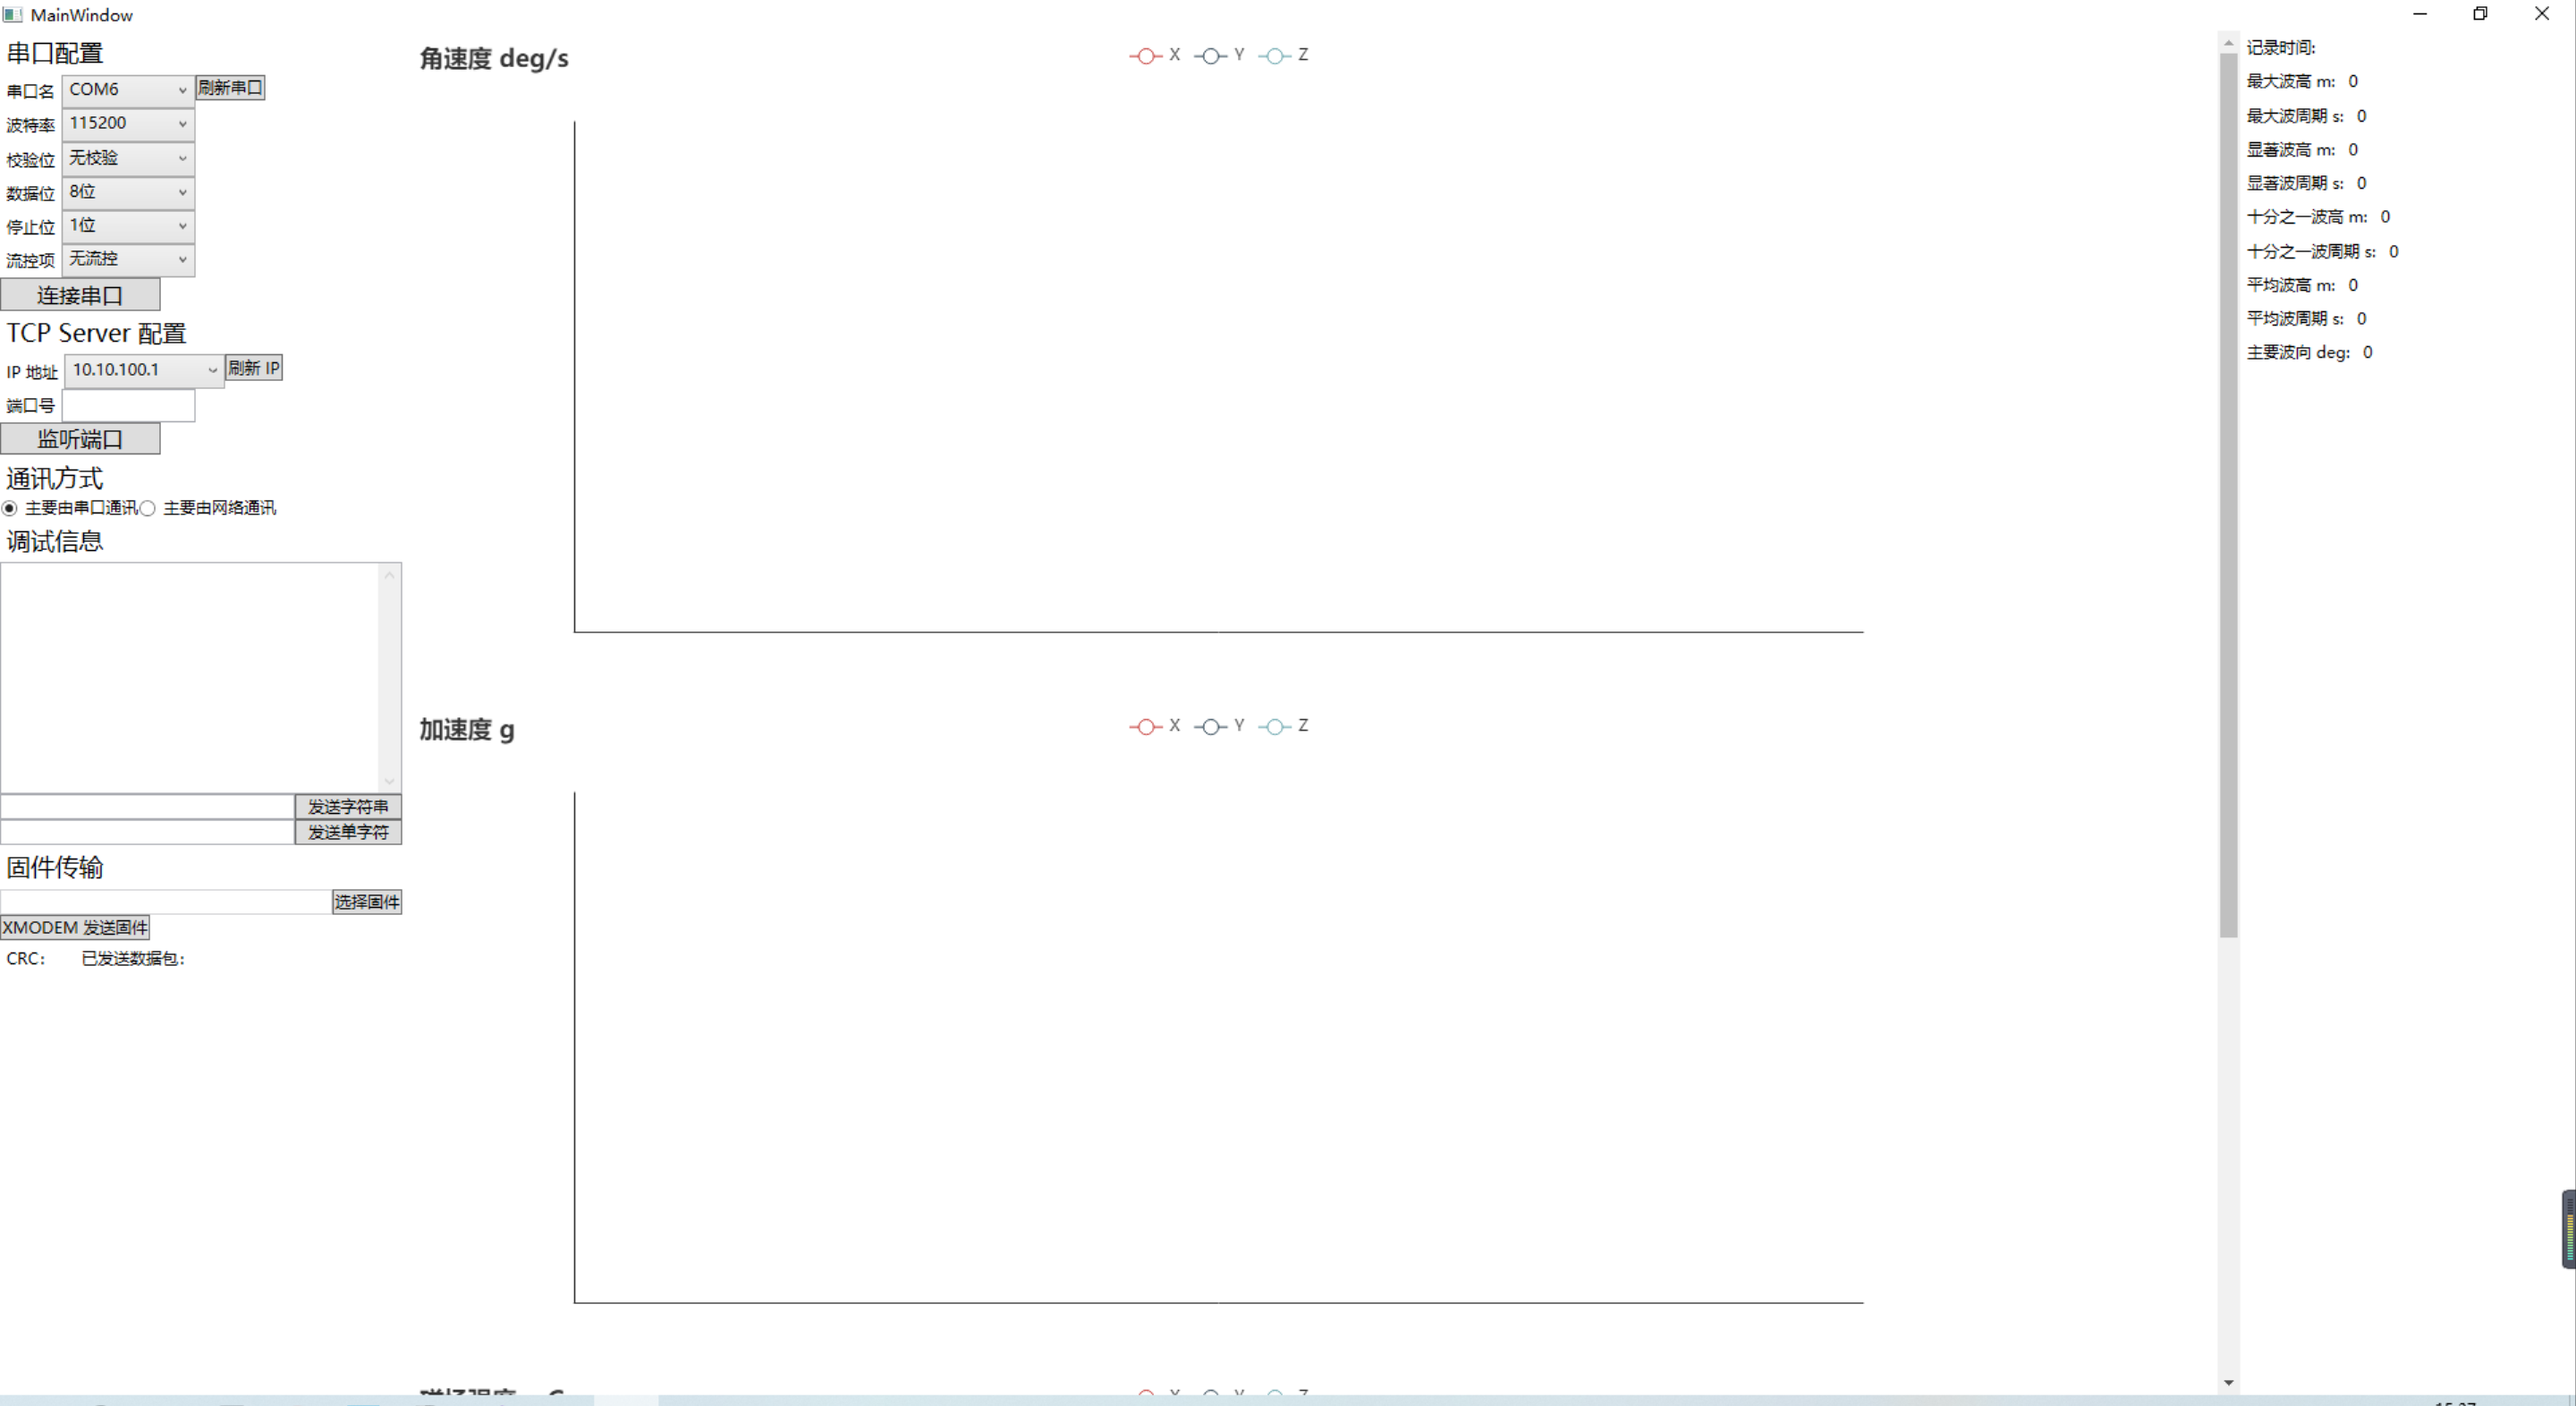 MainWindow
串口配置
串口名 COM6 刷新串口
波特率 115200
校验位 无校验
数据位 8位
停止位 1位
流控项 无流控
连接串口
TCP Server 配置
IP 地址 10.10.100.1 刷新 IP
端口号
监听端口
通讯方式
主要由串口通讯 主要由网络通讯
调试信息
发送字符串
发送单字符
固件传输
选择固件
XMODEM 发送固件
CRC: 已发送数据包:
角速度 deg/s
X Y Z
加速度 g
X Y Z
X Y Z
记录时间:
最大波高 m: 0
最大波周期 s: 0
显著波高 m: 0
显著波周期 s: 0
十分之一波高 m: 0
十分之一波周期 s: 0
平均波高 m: 0
平均波周期 s: 0
主要波向 deg: 0